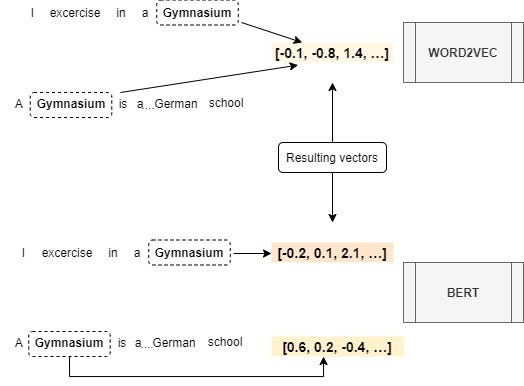 I excercise in a Gymnasium
[-0.1, -0.8, 1.4, ...]
WORD2VEC
A Gymnasium is a...German school
Resulting vectors
I excercise in a Gymnasium
[-0.2, 0.1, 2.1, ...]
BERT
A Gymnasium is a...German school
[0.6, 0.2, -0.4, ...]